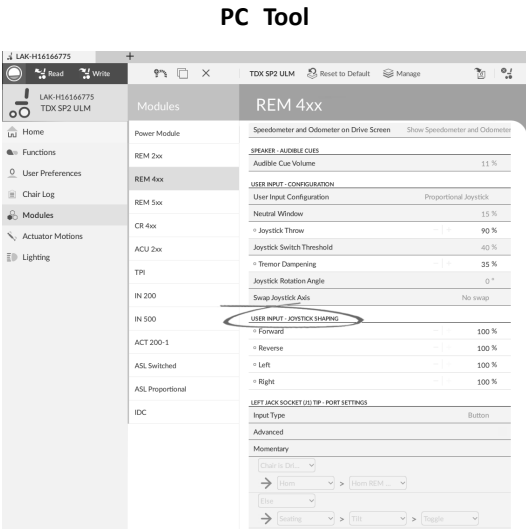 PC Tool
LAK-H16166775 +
Read Write TDX SP2 ULM Reset to Default Manage
LAK-H16166775
TDX SP2 ULM
Home
Functions
User Preferences
Chair Log
Modules
Actuator Motions
Lighting
Modules
Power Module
REM 2xx
REM 4xx
REM 5xx
CR 4xx
ACU 2xx
TPI
IN 200
IN 500
ACT 200-1
ASL Switched
ASL Proportional
IDC
REM 4xx
Speedometer and Odometer on Drive Screen Show Speedometer and Odometer
SPEAKER - AUDIBLE CUES
Audible Cue Volume 11 %
USER INPUT - CONFIGURATION
User Input Configuration Proportional Joystick
Neutral Window 15 %
Joystick Throw - + 90 %
Joystick Switch Threshold 40 %
Tremor Dampening - + 35 %
Joystick Rotation Angle 0 °
Swap Joystick Axis No swap
USER INPUT - JOYSTICK SHAPING
Forward - + 100 %
Reverse - + 100 %
Left - + 100 %
Right - + 100 %
LEFT JACK SOCKET (J1) TIP - PORT SETTINGS
Input Type Button
Advanced
Momentary
Chair is Dri...
Horn > Horn REM ...
Else
Seating > Tilt > Toggle